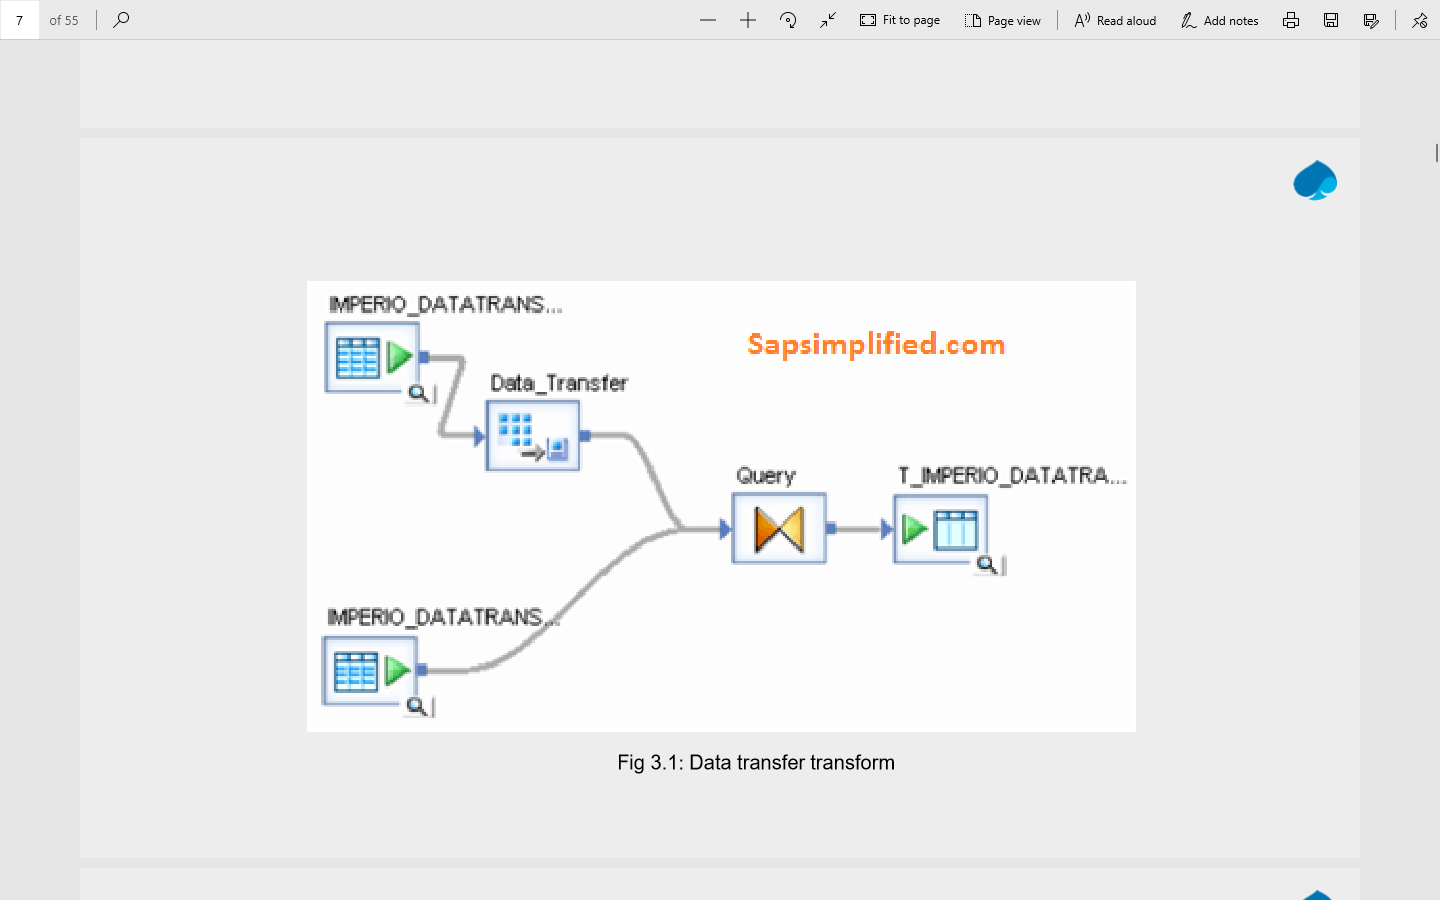 7 of 55 Fit to page Page view Read aloud Add notes
IMPERIO_DATATRANS...
Sapsimplified.com
Data_Transfer
Query
T_IMPERIO_DATATRA...
IMPERIO_DATATRANS...
Fig 3.1: Data transfer transform